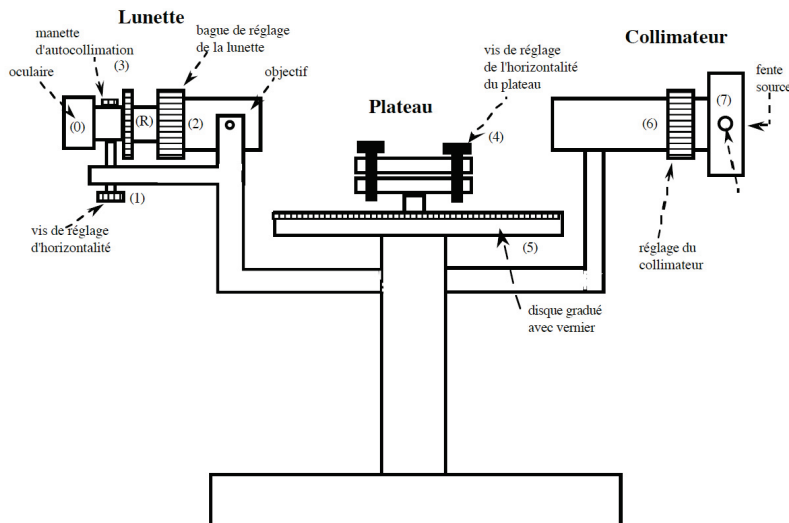 Lunette
manette
d'autocollimation
(3)
bague de réglage
de la lunette
oculaire
objectif
(0)
(R)
(2)
(1)
vis de réglage
d'horizontalité
Plateau
vis de réglage
de l'horizontalité
du plateau
(4)
(5)
disque gradué
avec vernier
Collimateur
fente
source
(7)
(6)
réglage du
collimateur